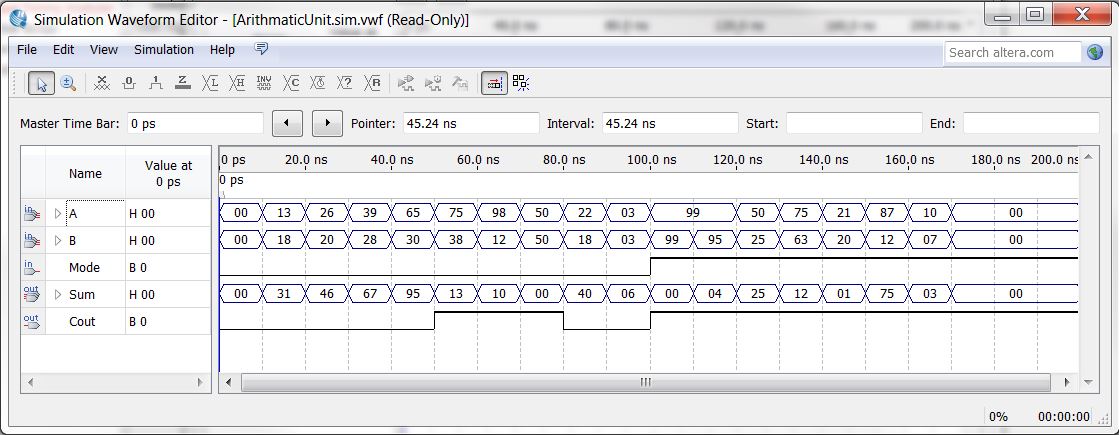 Simulation Waveform Editor - [ArithmaticUnit.sim.vwf (Read-Only)]
File Edit View Simulation Help
Search altera.com
Master Time Bar: 0 ps Pointer: 45.24 ns Interval: 45.24 ns Start: End:
Name Value at 0 ps 0 ps 20.0 ns 40.0 ns 60.0 ns 80.0 ns 100.0 ns 120.0 ns 140.0 ns 160.0 ns 180.0 ns 200.0 ns
0 ps
A H 00 00 13 26 39 65 75 98 50 22 03 99 50 75 21 87 10 00
B H 00 00 18 20 28 30 38 12 50 18 03 99 95 25 63 20 12 07 00
Mode B 0
Sum H 00 00 31 46 67 95 13 10 00 40 06 00 04 25 12 01 75 03 00
Cout B 0
0% 00:00:00